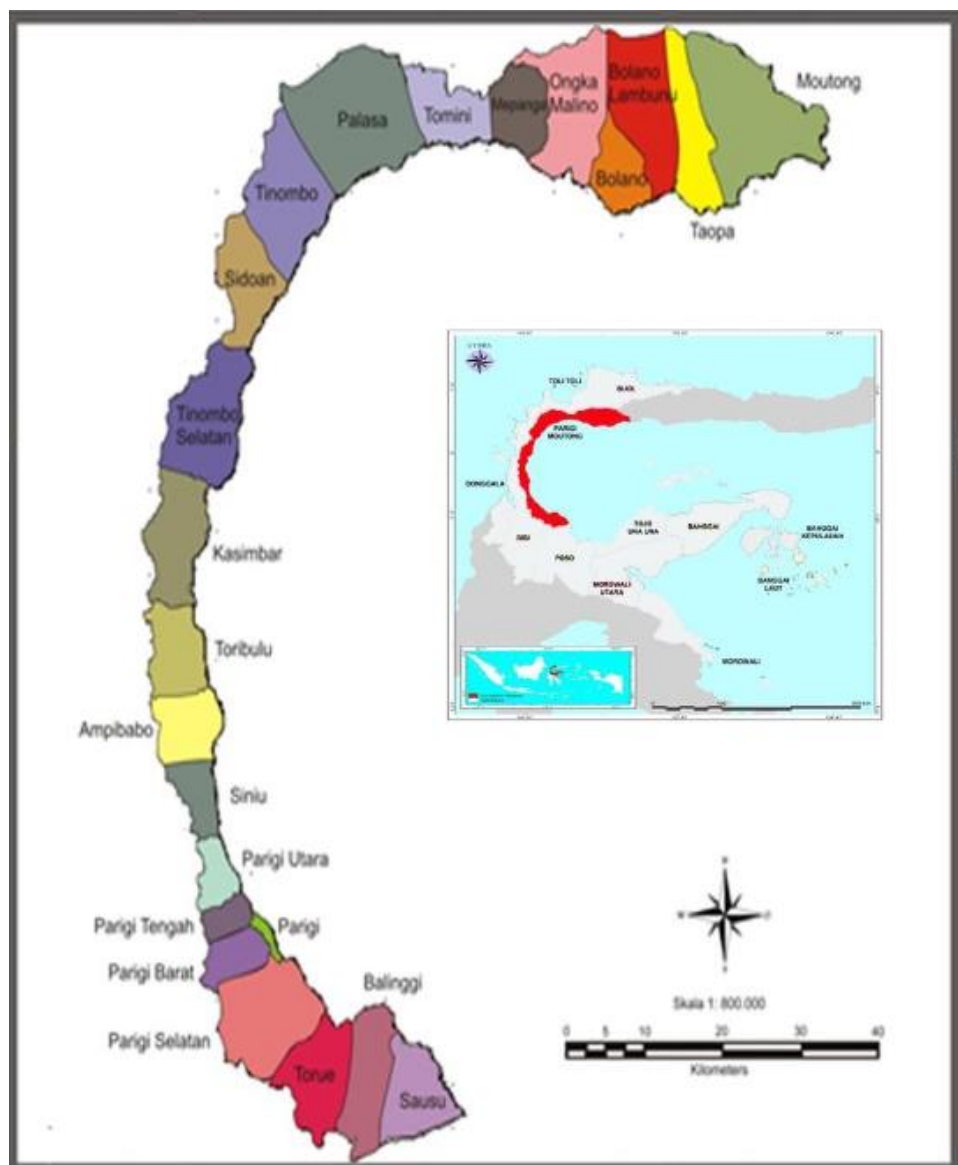 Ongka
Malino
Bolano
Lambunu
Moutong
Mepanga
Palasa
Tomini
Bolano
Tinombo
Taopa
Sidoan
TOLI TOLI
BUOL
PARIGI
MOUTONG
Tinombo
Selatan
DONGGALA
TOJO
UNA UNA
BANGGAI
BANGGAI
KEPULAUAN
SIGI
POSO
BANGGAI
LAUT
MOROWALI
UTARA
MOROWALI
Kasimbar
Toribulu
Ampibabo
Siniu
Parigi Utara
Parigi Tengah
Parigi
Parigi Barat
Balinggi
Parigi Selatan
Torue
Sausu
Skala 1: 800.000
0 5 10 20 30 40
Kilometers